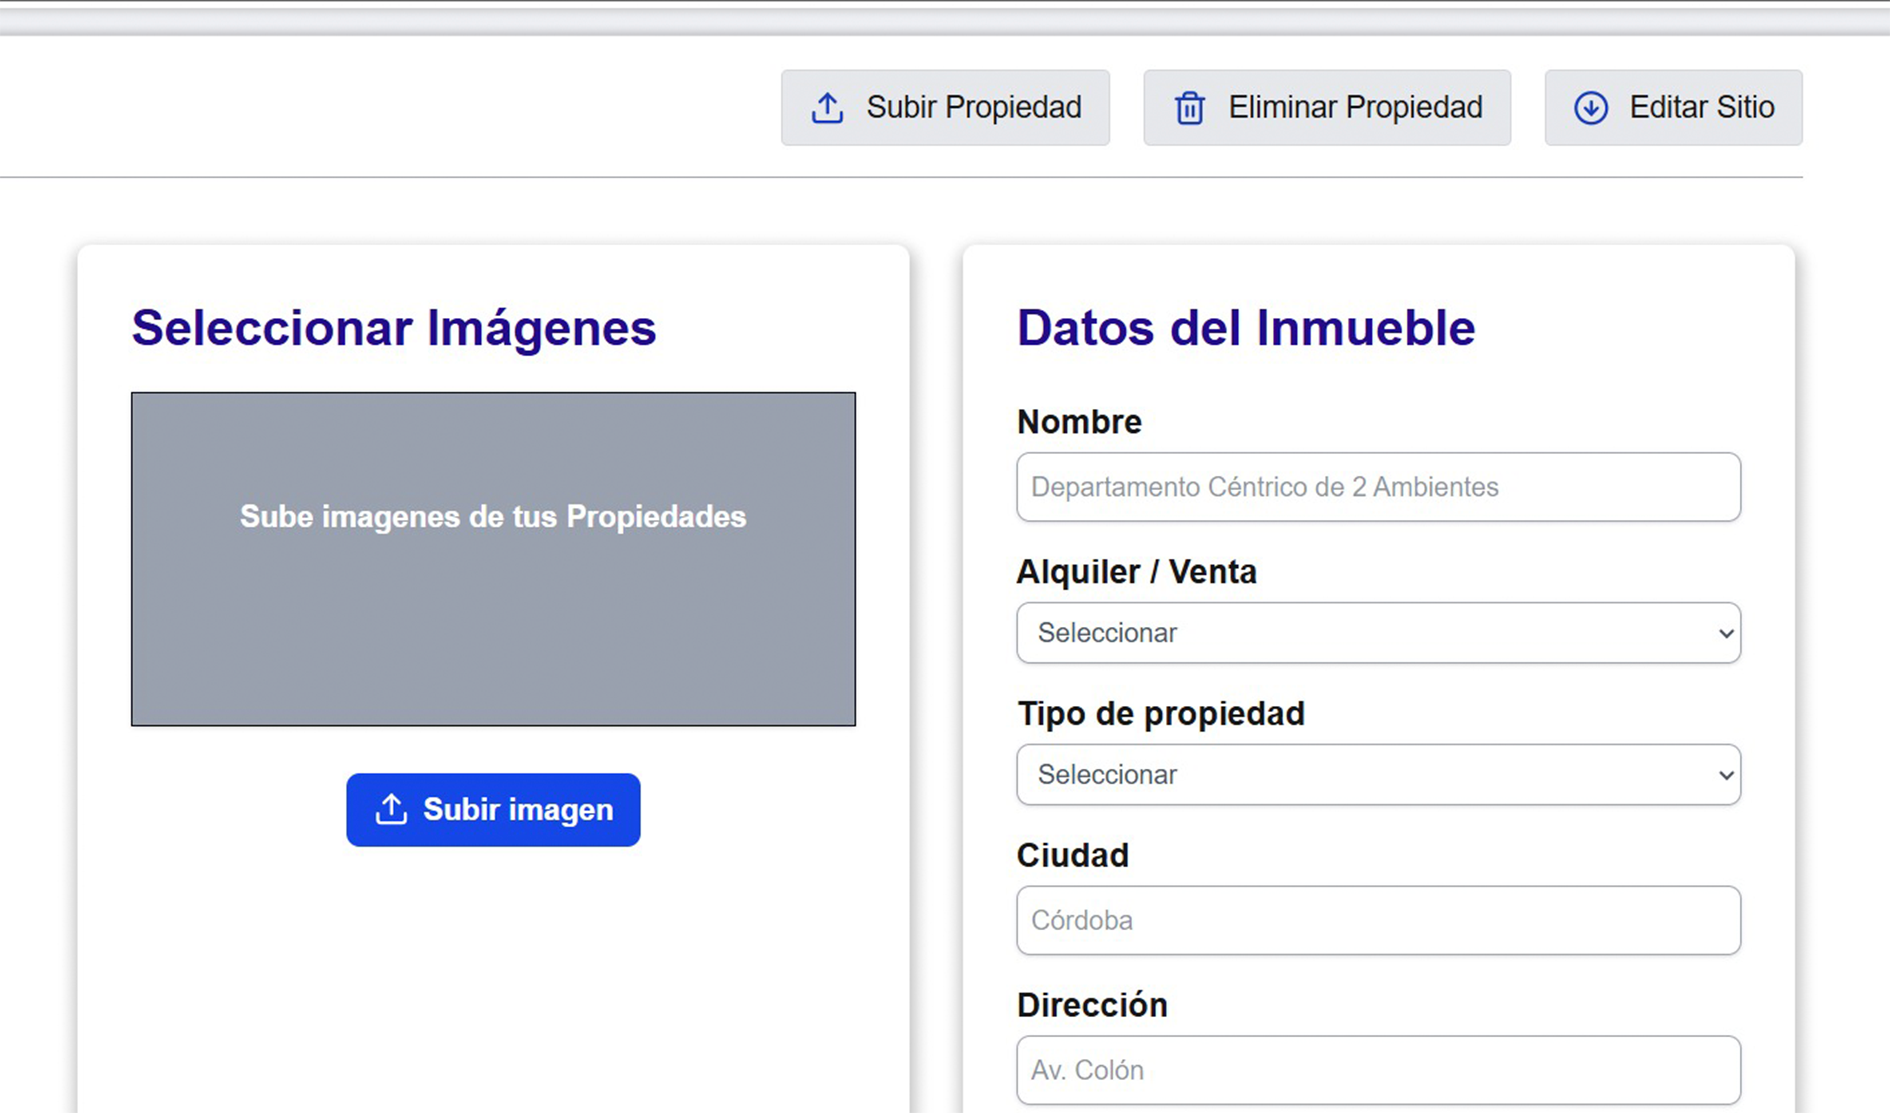 Subir Propiedad
Eliminar Propiedad
Editar Sitio
Seleccionar Imágenes
Sube imagenes de tus Propiedades
Subir imagen
Datos del Inmueble
Nombre
Departamento Céntrico de 2 Ambientes
Alquiler / Venta
Seleccionar
Tipo de propiedad
Seleccionar
Ciudad
Córdoba
Dirección
Av. Colón